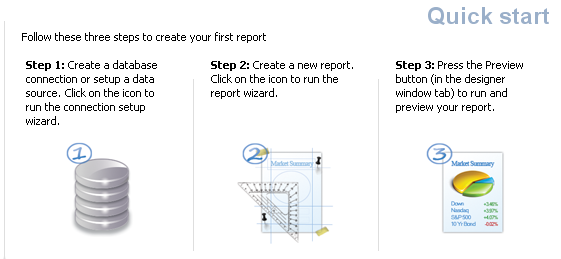 Quick start
Follow these three steps to create your first report
Step 1: Create a database
connection or setup a data
source. Click on the icon to
run the connection setup
wizard.
Step 2: Create a new report.
Click on the icon to run the
report wizard.
Step 3: Press the Preview
button (in the designer
window tab) to run and
preview your report.
1
2
Market Summary
3
Market Summary
Dow +3.46%
Nasdaq +3.97%
S&P 500 +4.07%
10 Yr Bond -0.02%